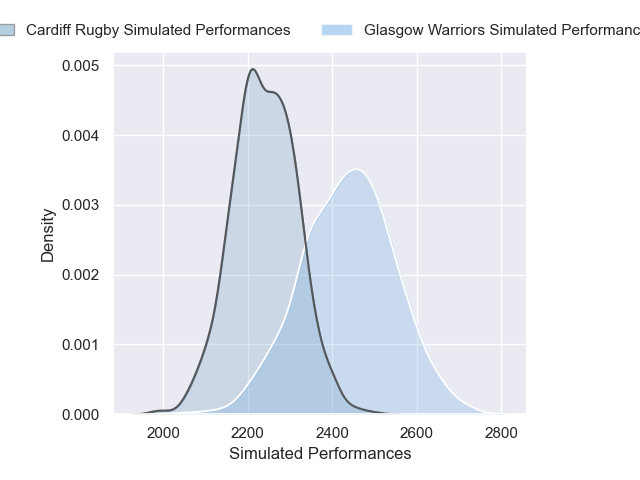 Cardiff Rugby Simulated Performances
Glasgow Warriors Simulated Performanc
0.005
0.004
0.003
0.002
0.001
0.000
Density
2000 2200 2400 2600 2800
Simulated Performances